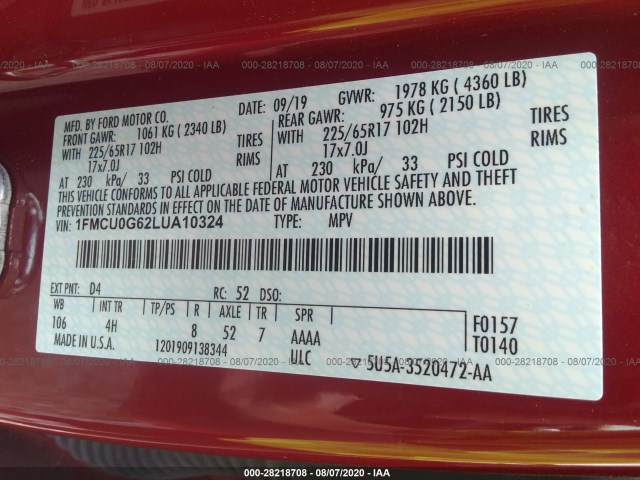 000-28218708 - 08/07/2020 - IAA
MFD. BY FORD MOTOR CO.
DATE: 09/19 GVWR: 1978 KG ( 4360 LB)
FRONT GAWR: 1061 KG ( 2340 LB)
REAR GAWR: 975 KG ( 2150 LB)
WITH 225/65R17 102H TIRES
WITH 225/65R17 102H TIRES
17x7.0J RIMS
17x7.0J RIMS
AT 230 kPa/ 33 PSI COLD
AT 230 kPa/ 33 PSI COLD
THIS VEHICLE CONFORMS TO ALL APPLICABLE FEDERAL MOTOR VEHICLE SAFETY AND THEFT
PREVENTION STANDARDS IN EFFECT ON THE DATE OF MANUFACTURE SHOWN ABOVE.
VIN: 1FMCU0G62LUA10324 TYPE: MPV
EXT PNT: D4 RC: 52 DSO:
WB INT TR TP/PS R AXLE TR SPR
106 4H 8 52 7 AAAA
F0157
T0140
MADE IN U.S.A. 1201909138344 ULC
5U5A-3520472-AA
000-28218708 - 08/07/2020 - IAA